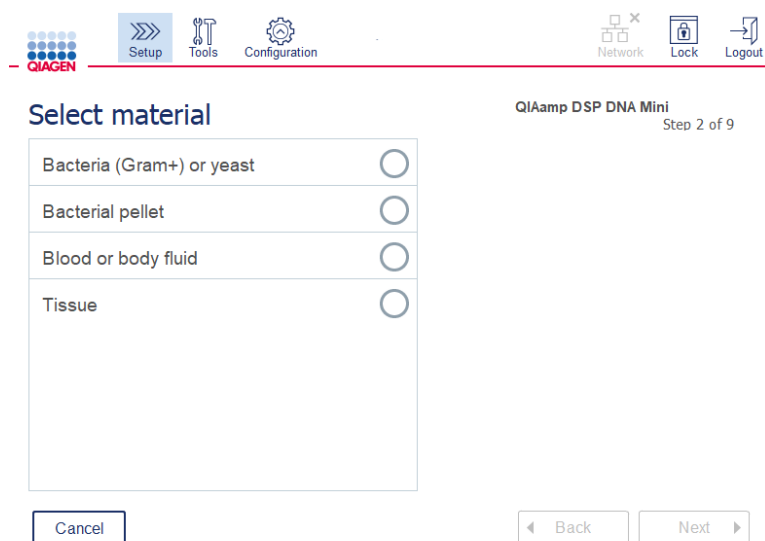 Setup Tools Configuration Network Lock Logout
QIAGEN
Select material
QIAamp DSP DNA Mini
Step 2 of 9
Bacteria (Gram+) or yeast
Bacterial pellet
Blood or body fluid
Tissue
Cancel Back Next